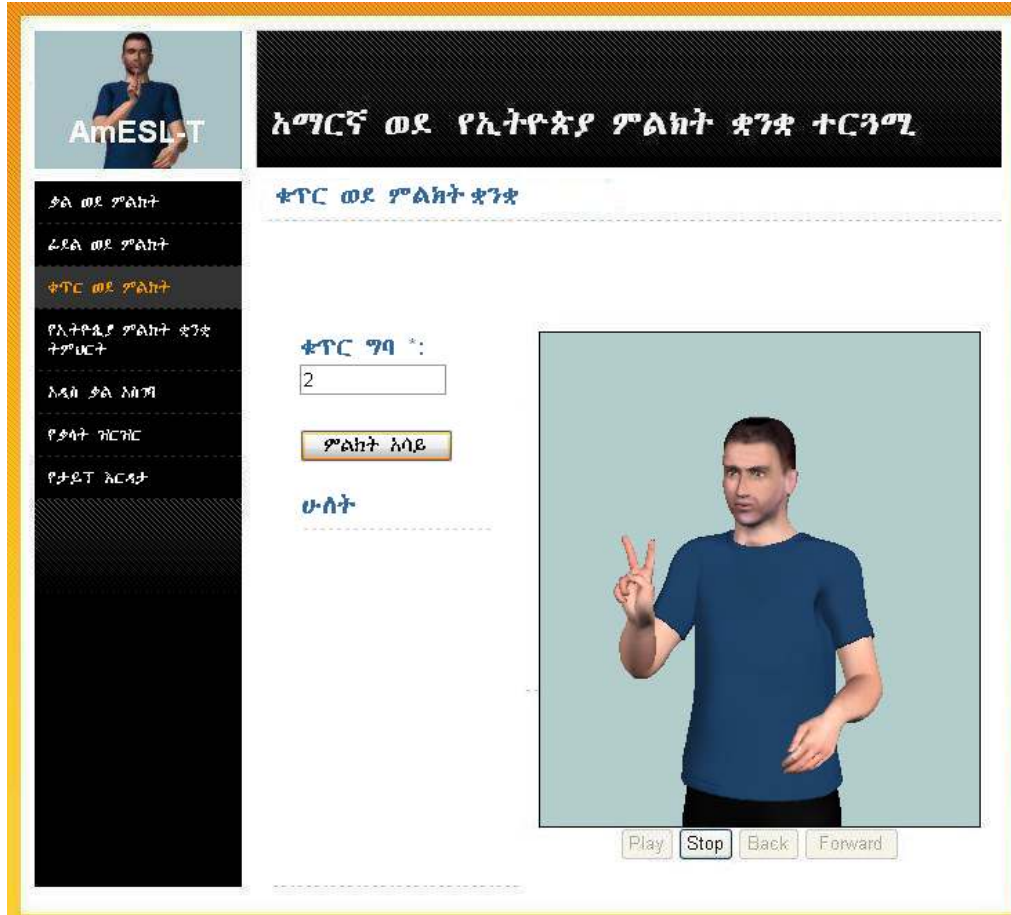 AmESL-T
አማርኛ ወደ የኢትዮጵያ ምልክት ቋንቋ ተርጓሚ
ቃል ወደ ምልክት
ፊደል ወደ ምልክት
ቁጥር ወደ ምልክት
የኢትዮጲያ ምልክት ቋንቋ
ትምህርት
አዲስ ቃል አስገባ
የቃላት ዝርዝር
የታይፕ እርዳታ
ቁጥር ወደ ምልክት ቋንቋ
ቁጥር ግባ *:
2
ምልክት አሳይ
ሁለት
Play Stop Back Forward